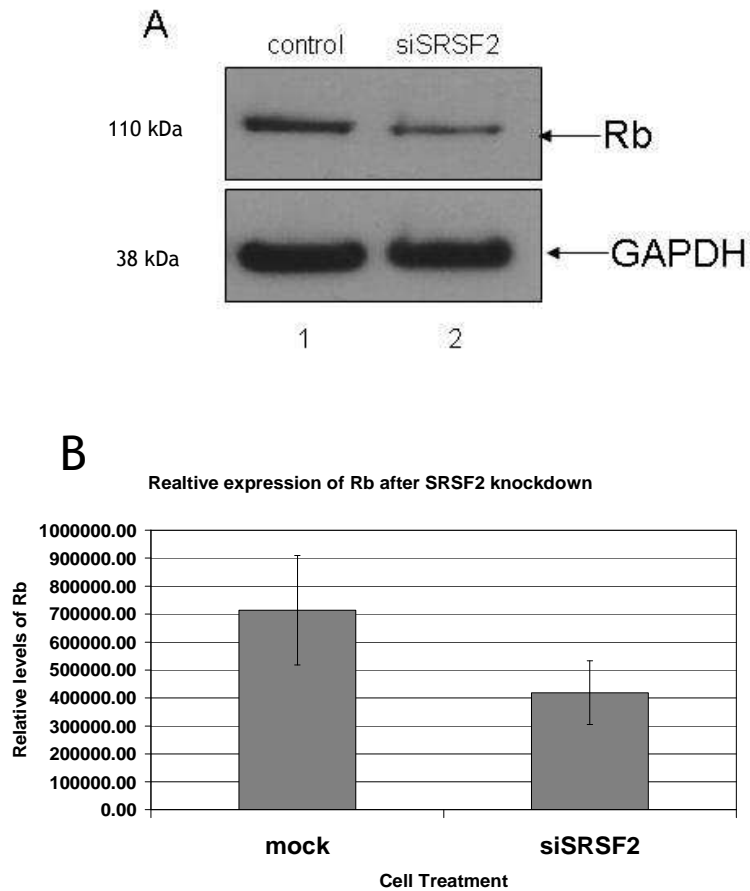 A
control siSRSF2
110 kDa
Rb
38 kDa
GAPDH
1 2
B
Realtive expression of Rb after SRSF2 knockdown
1000000.00
900000.00
800000.00
700000.00
600000.00
500000.00
400000.00
300000.00
200000.00
100000.00
0.00
Relative levels of Rb
mock siSRSF2
Cell Treatment